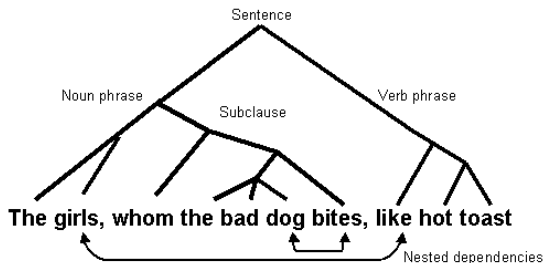 Sentence
Noun phrase
Verb phrase
Subclause
The girls, whom the bad dog bites, like hot toast
Nested dependencies